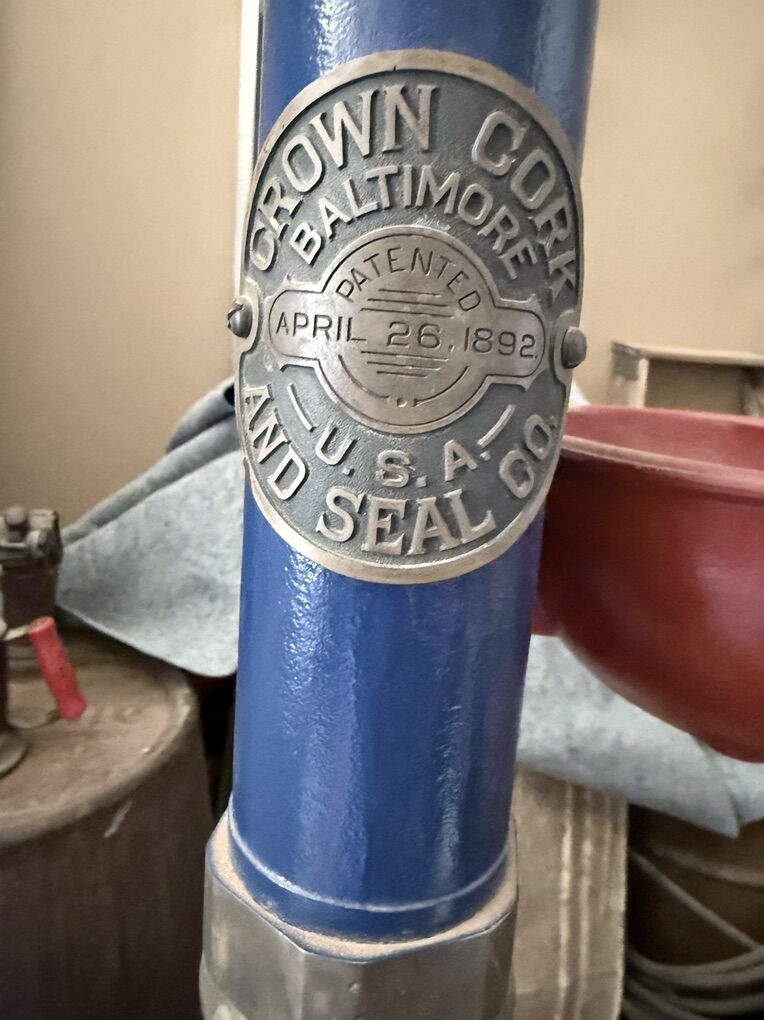 CROWN CORK
BALTIMORE
PATENTED
APRIL 26, 1892.
U.S.A.
AND SEAL CO.